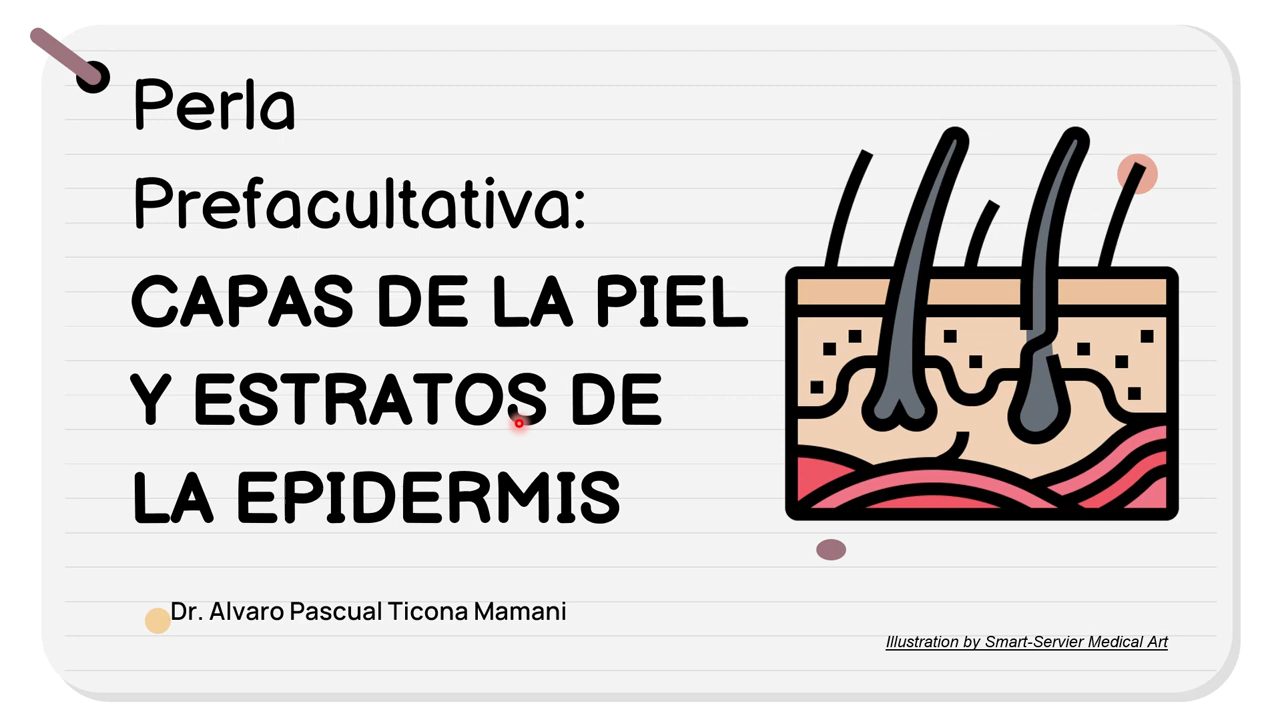 Perla
Prefacultativa:
CAPAS DE LA PIEL
Y ESTRATOS DE
LA EPIDERMIS
Dr. Alvaro Pascual Ticona Mamani
Illustration by Smart-Servier Medical Art